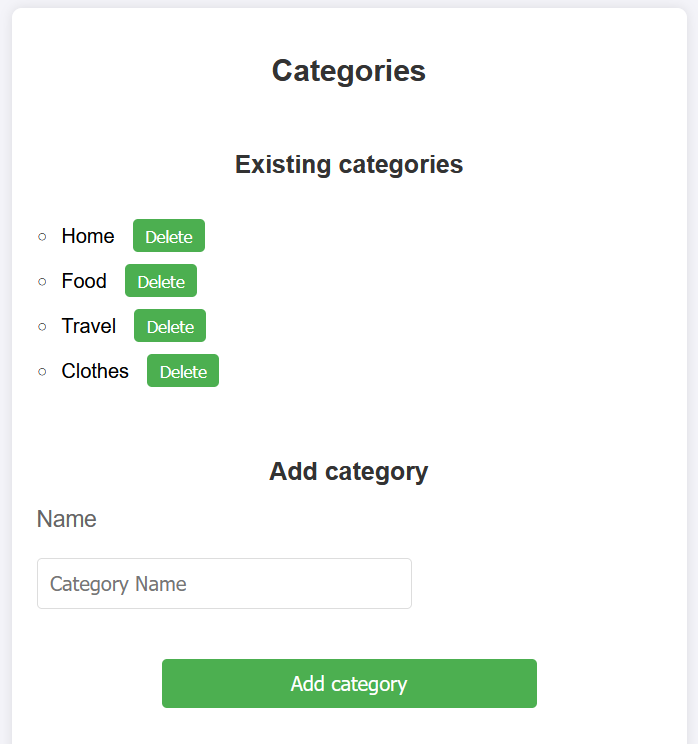 Categories
Existing categories
Home Delete
Food Delete
Travel Delete
Clothes Delete
Add category
Name
Category Name
Add category